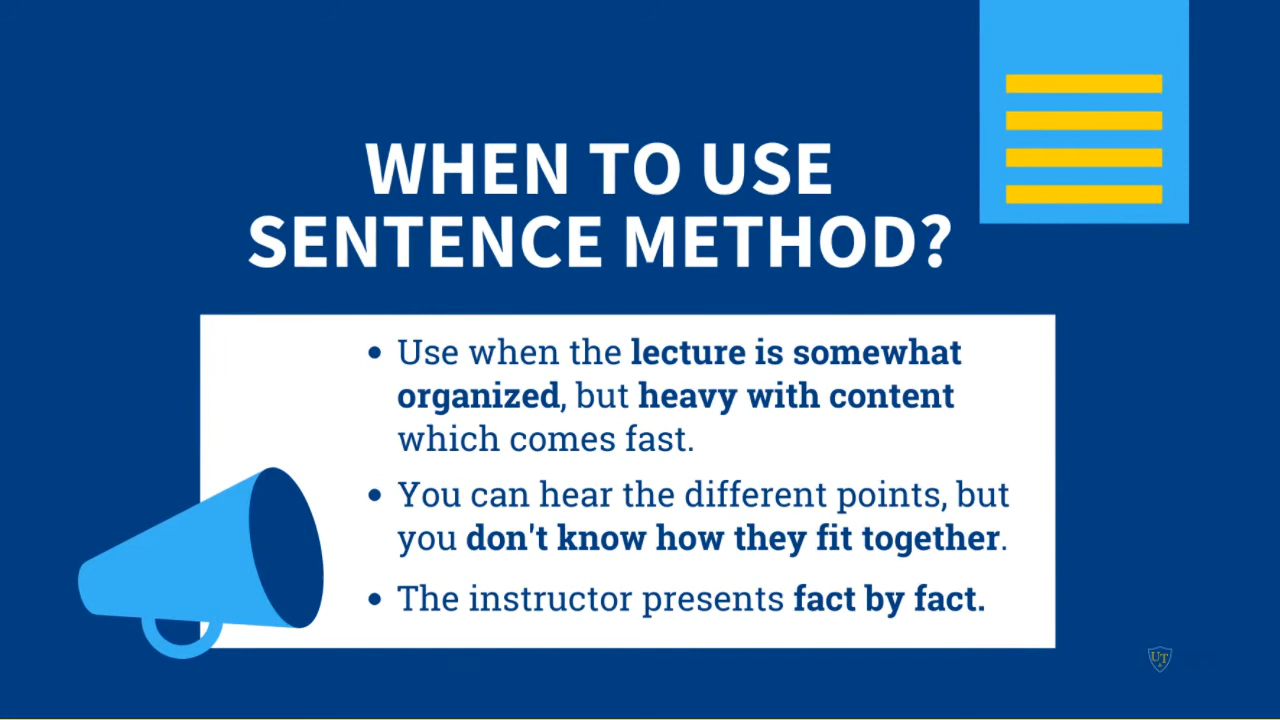 WHEN TO USE
SENTENCE METHOD?
• Use when the lecture is somewhat
organized, but heavy with content
which comes fast.
• You can hear the different points, but
you don't know how they fit together.
• The instructor presents fact by fact.
UT